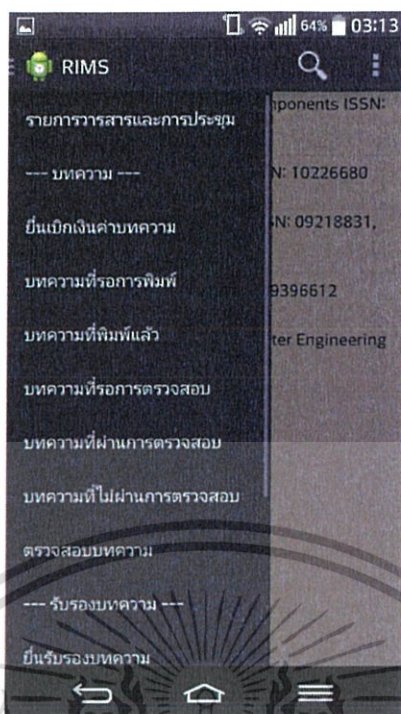 64% 03:13
RIMS
รายการวารสารและการประชุม
nponents ISSN:
--- บทความ ---
N: 10226680
ยื่นเบิกเงินค่าบทความ
SN: 09218831,
บทความที่รอการพิมพ์
9396612
บทความที่พิมพ์แล้ว
ter Engineering
บทความที่รอการตรวจสอบ
บทความที่ผ่านการตรวจสอบ
บทความที่ไม่ผ่านการตรวจสอบ
ตรวจสอบบทความ
--- รับรองบทความ ---
ยื่นรับรองบทความ